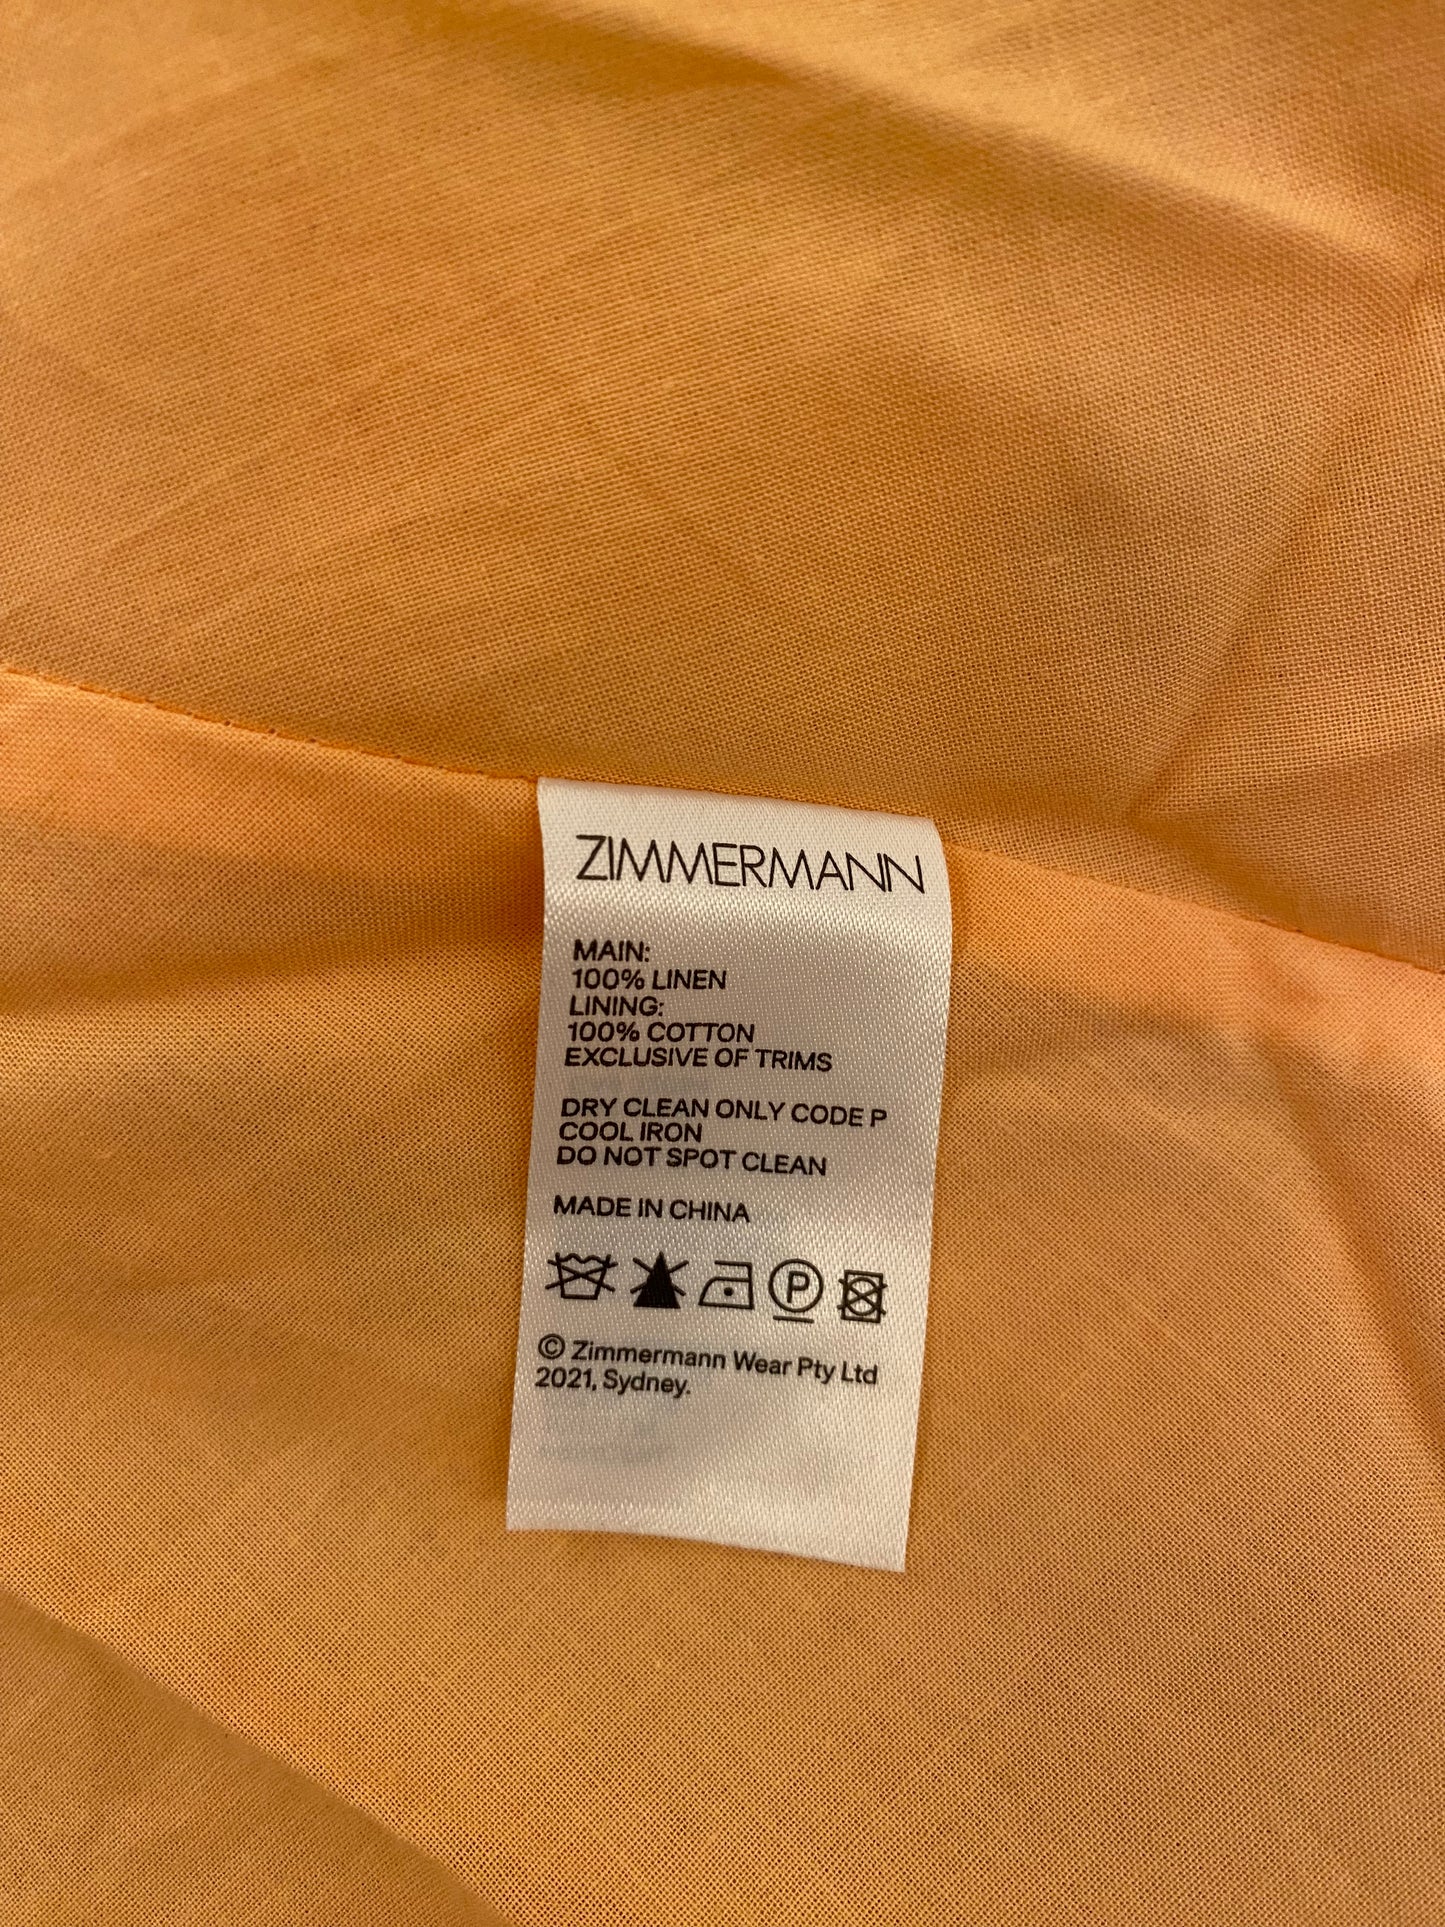 ZIMMERMANN
MAIN:
100% LINEN
LINING:
100% COTTON
EXCLUSIVE OF TRIMS
DRY CLEAN ONLY CODE P
COOL IRON
DO NOT SPOT CLEAN
MADE IN CHINA
P
© Zimmermann Wear Pty Ltd
2021, Sydney.